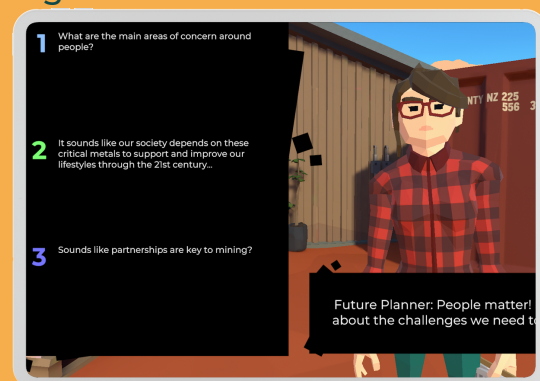 1 What are the main areas of concern around
people?
2 It sounds like our society depends on these
critical metals to support and improve our
lifestyles through the 21st century...
3 Sounds like partnerships are key to mining?
NTY NZ 225
556 3
Future Planner: People matter!
about the challenges we need to